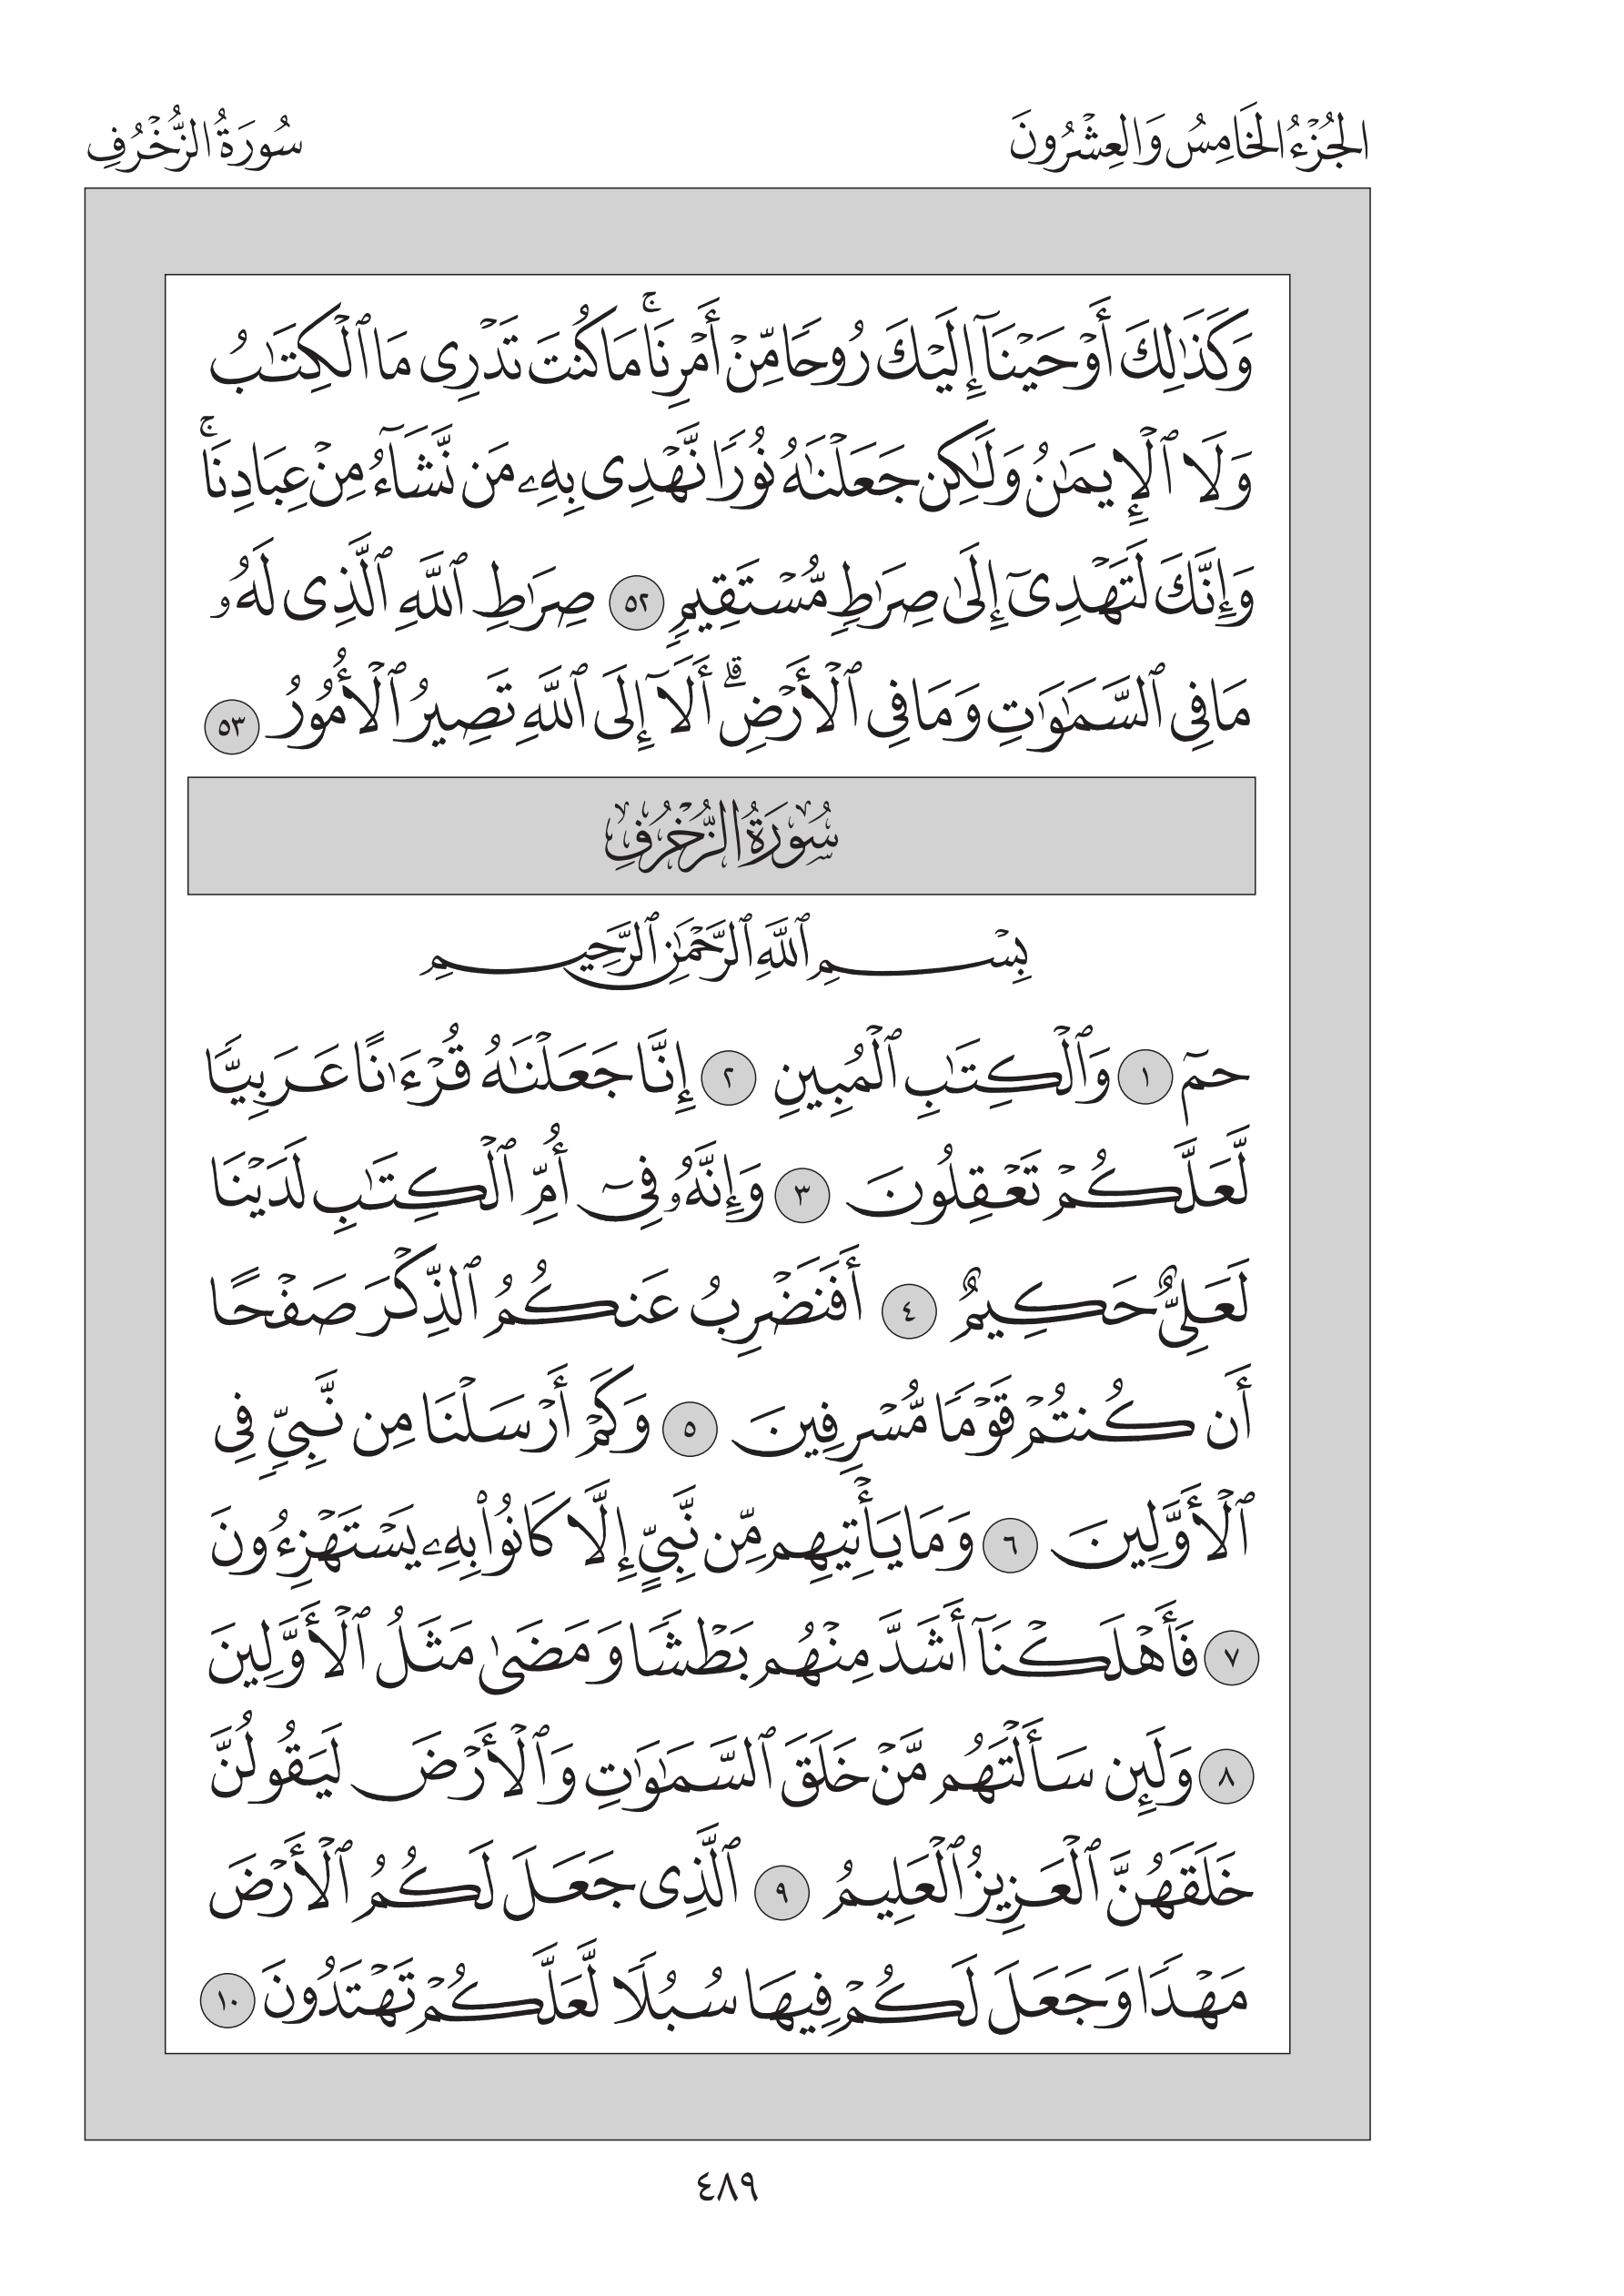 الجُزْءُ الخَامِسُ وَالعِشْرُونَ
سُورَةُ الزُّخْرُفِ
وَكَذَٰلِكَ أَوْحَيْنَآ إِلَيْكَ رُوحًا مِّنْ أَمْرِنَا ۚ مَا كُنتَ تَدْرِى مَا ٱلْكِتَـٰبُ
وَلَا ٱلْإِيمَـٰنُ وَلَـٰكِن جَعَلْنَـٰهُ نُورًا نَّهْدِى بِهِۦ مَن نَّشَآءُ مِنْ عِبَادِنَا ۚ
وَإِنَّكَ لَتَهْدِىٓ إِلَىٰ صِرَٰطٍ مُّسْتَقِيمٍ ٥٢ صِرَٰطِ ٱللَّهِ ٱلَّذِى لَهُۥ
مَا فِى ٱلسَّمَـٰوَٰتِ وَمَا فِى ٱلْأَرْضِ ۗ أَلَآ إِلَى ٱللَّهِ تَصِيرُ ٱلْأُمُورُ ٥٣
سُورَةُ الزُّخْرُفِ
بِسْمِ ٱللَّهِ ٱلرَّحْمَـٰنِ ٱلرَّحِيمِ
حمٓ ١ وَٱلْكِتَـٰبِ ٱلْمُبِينِ ٢ إِنَّا جَعَلْنَـٰهُ قُرْءَٰنًا عَرَبِيًّا
لَّعَلَّكُمْ تَعْقِلُونَ ٣ وَإِنَّهُۥ فِىٓ أُمِّ ٱلْكِتَـٰبِ لَدَيْنَا
لَعَلِىٌّ حَكِيمٌ ٤ أَفَنَضْرِبُ عَنكُمُ ٱلذِّكْرَ صَفْحًا
أَن كُنتُمْ قَوْمًا مُّسْرِفِينَ ٥ وَكَمْ أَرْسَلْنَا مِن نَّبِىٍّ فِى
ٱلْأَوَّلِينَ ٦ وَمَا يَأْتِيهِم مِّن نَّبِىٍّ إِلَّا كَانُوا۟ بِهِۦ يَسْتَهْزِءُونَ
٧ فَأَهْلَكْنَآ أَشَدَّ مِنْهُم بَطْشًا وَمَضَىٰ مَثَلُ ٱلْأَوَّلِينَ
٨ وَلَئِن سَأَلْتَهُم مَّنْ خَلَقَ ٱلسَّمَـٰوَٰتِ وَٱلْأَرْضَ لَيَقُولُنَّ
خَلَقَهُنَّ ٱلْعَزِيزُ ٱلْعَلِيمُ ٩ ٱلَّذِى جَعَلَ لَكُمُ ٱلْأَرْضَ
مَهْدًا وَجَعَلَ لَكُمْ فِيهَا سُبُلًا لَّعَلَّكُمْ تَهْتَدُونَ ١٠
٤٨٩